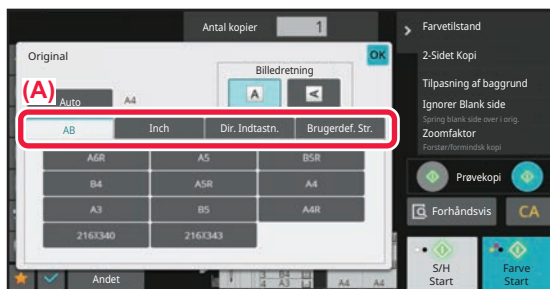 Antal kopier 1
Original
OK
Billedretning
A
A
(A)
Auto A4
AB Inch Dir. Indtastn. Brugerdef. Str.
A6R A5 B5R
B4 A5R A4
A3 B5 A4R
216X340 216X343
Andet
B4
A3
A4 A4
Farvetilstand
2-Sidet Kopi
Tilpasning af baggrund
Ignorer Blank side
Spring blank side over i orig.
Zoomfaktor
Forstør/formindsk kopi
Prøvekopi
Forhåndsvis CA
S/H
Start
Farve
Start